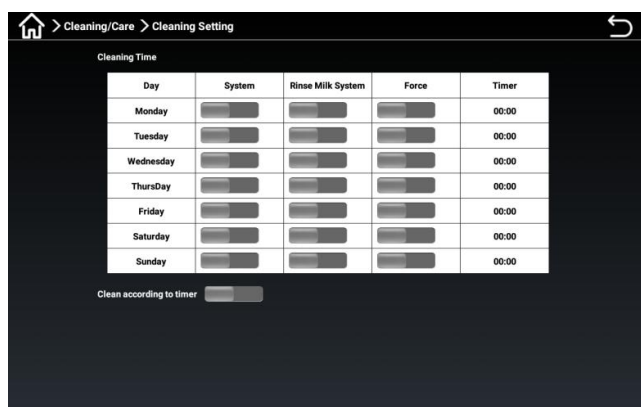 Cleaning/Care Cleaning Setting
Cleaning Time
Day System Rinse Milk System Force Timer
Monday 00:00
Tuesday 00:00
Wednesday 00:00
ThursDay 00:00
Friday 00:00
Saturday 00:00
Sunday 00:00
Clean according to timer